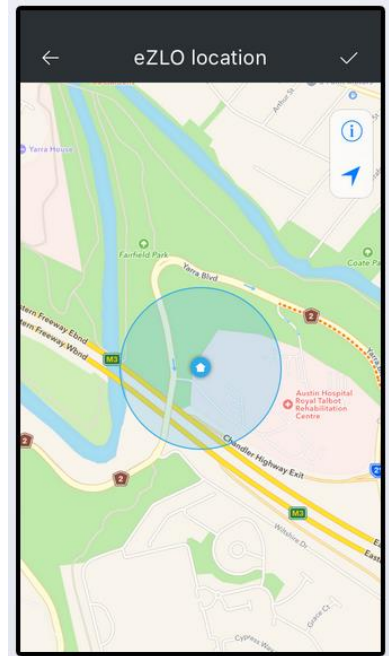 eZLO location
Arthur St
Yarra House
Fairfield Park
Coate Pa
Yarra Blvd
2
Eastern Freeway Ebnd
Eastern Freeway Wbnd
M3
Austin Hospital
Royal Talbot
Rehabilitation
Centre
2
2
Chandler Highway Exit
M3
Wiltshire Dr
Grace Ct
Cypress Way